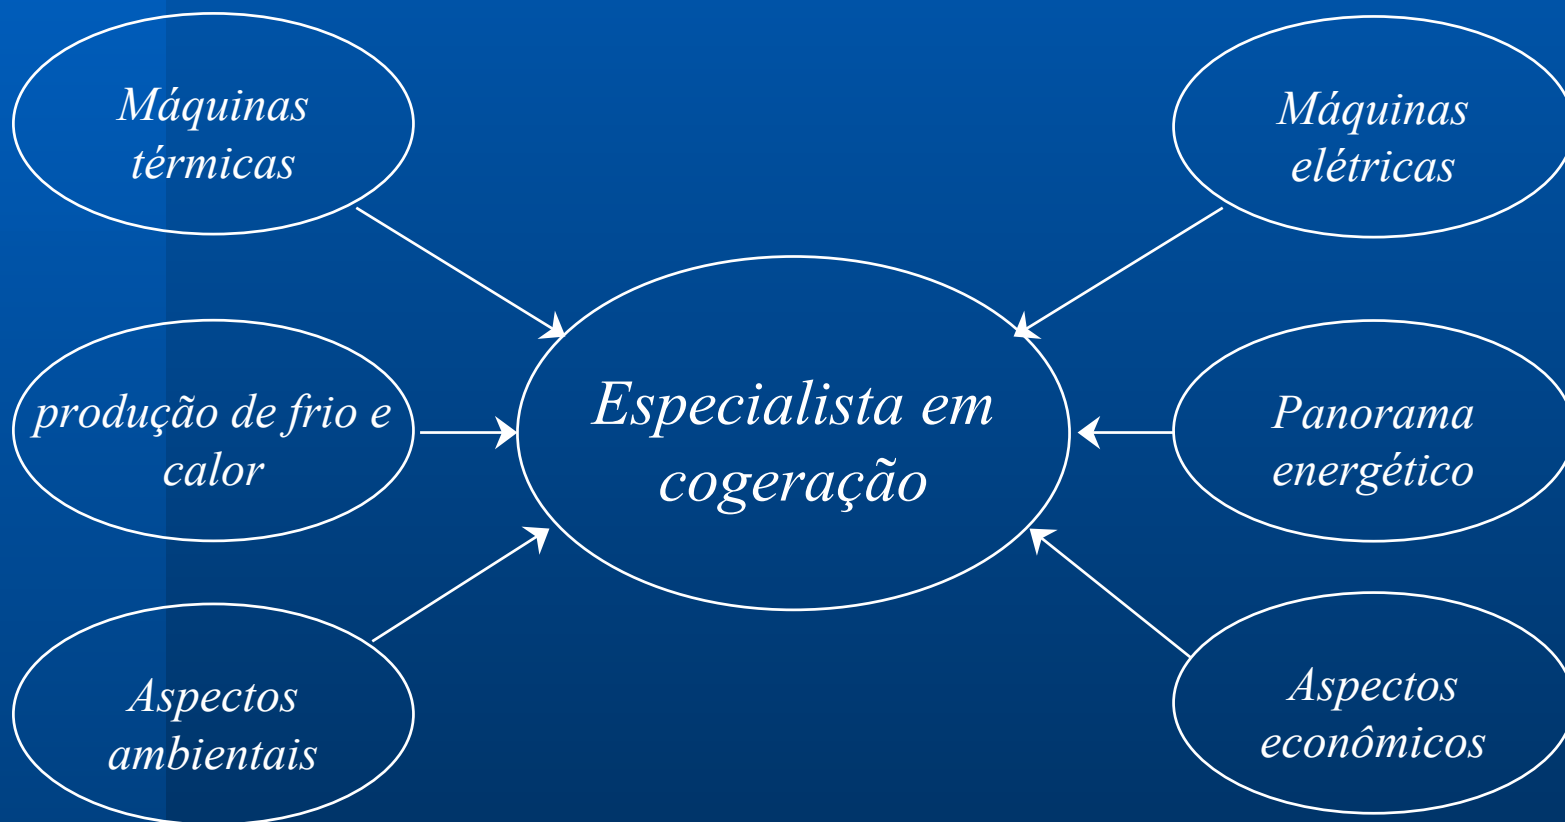 Máquinas
térmicas
Máquinas
elétricas
produção de frio e
calor
Especialista em
cogeração
Panorama
energético
Aspectos
ambientais
Aspectos
econômicos